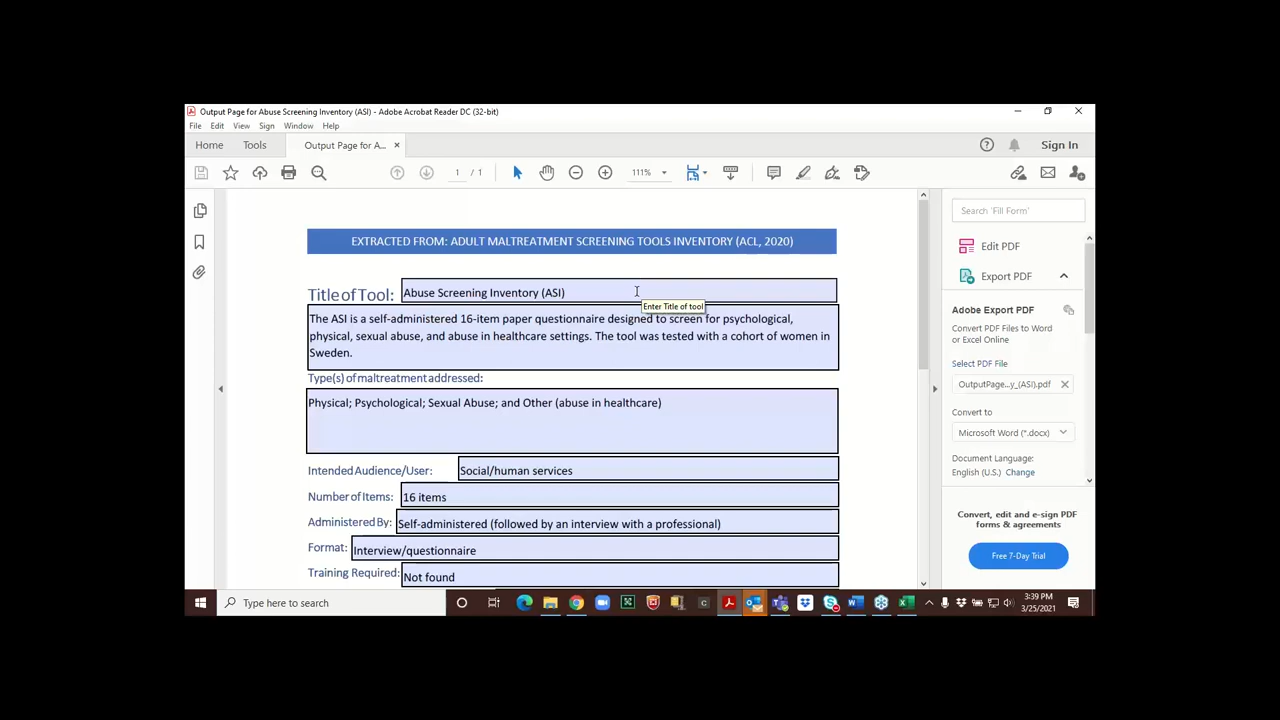 Output Page for Abuse Screening Inventory (ASI) - Adobe Acrobat Reader DC (32-bit)
File Edit View Sign Window Help
Home Tools Output Page for A... × Sign In
1 / 1 111%
Search 'Fill Form'
EXTRACTED FROM: ADULT MALTREATMENT SCREENING TOOLS INVENTORY (ACL, 2020)
Edit PDF
Export PDF
Title of Tool: Abuse Screening Inventory (ASI)
Enter Title of tool
The ASI is a self-administered 16-item paper questionnaire designed to screen for psychological,
physical, sexual abuse, and abuse in healthcare settings. The tool was tested with a cohort of women in
Sweden.
Type(s) of maltreatment addressed:
Physical; Psychological; Sexual Abuse; and Other (abuse in healthcare)
Intended Audience/User: Social/human services
Number of Items: 16 items
Administered By: Self-administered (followed by an interview with a professional)
Format: Interview/questionnaire
Training Required: Not found
Adobe Export PDF
Convert PDF Files to Word
or Excel Online
Select PDF File
OutputPage...y_(ASI).pdf ×
Convert to
Microsoft Word (*.docx)
Document Language:
English (U.S.) Change
Convert, edit and e-sign PDF
forms & agreements
Free 7-Day Trial
Type here to search
3:39 PM
3/25/2021